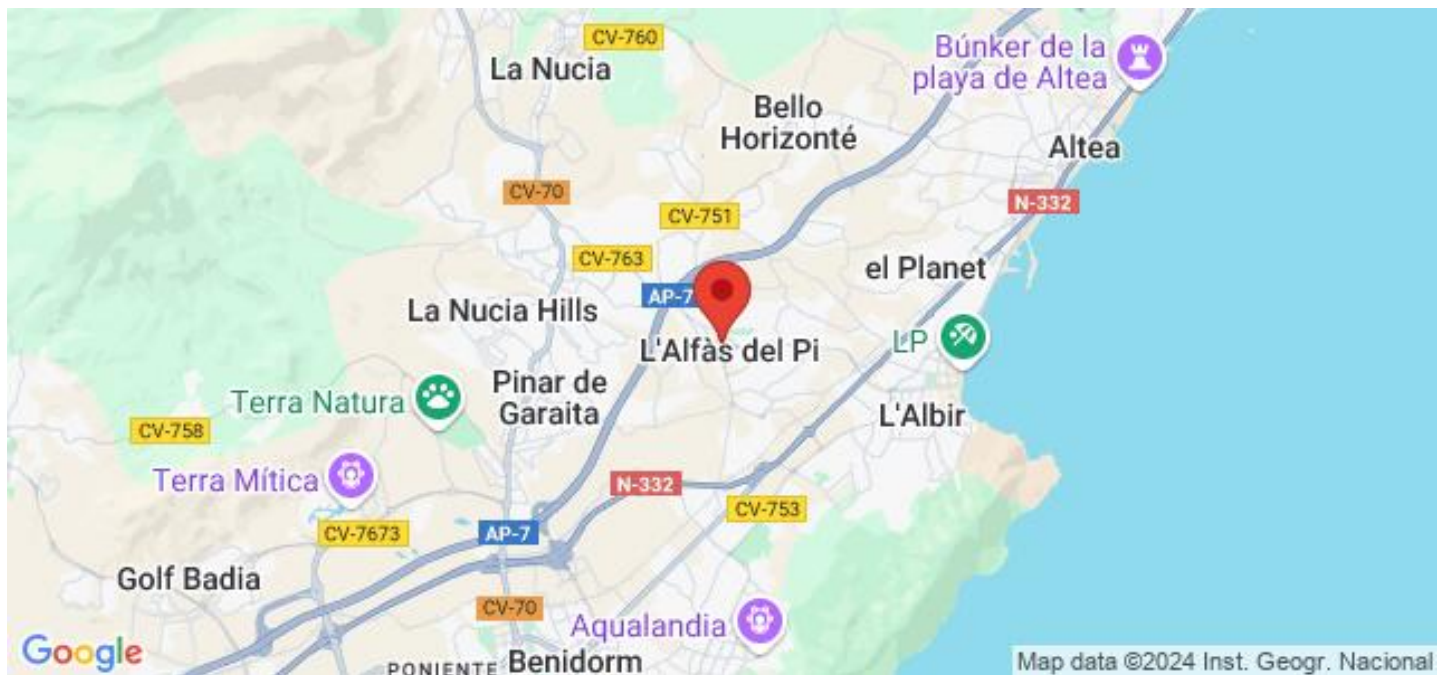 CV-760
La Nucia
Búnker de la
playa de Altea
Bello
Horizonté
Altea
CV-70
N-332
CV-751
CV-763
el Planet
AP-7
La Nucia Hills
LP
L'Alfàs del Pi
Pinar de
Garaita
Terra Natura
L'Albir
CV-758
Terra Mítica
N-332
CV-753
CV-7673
AP-7
Golf Badia
CV-70
Aqualandia
Google
PONIENTE
Benidorm
Map data ©2024 Inst. Geogr. Nacional